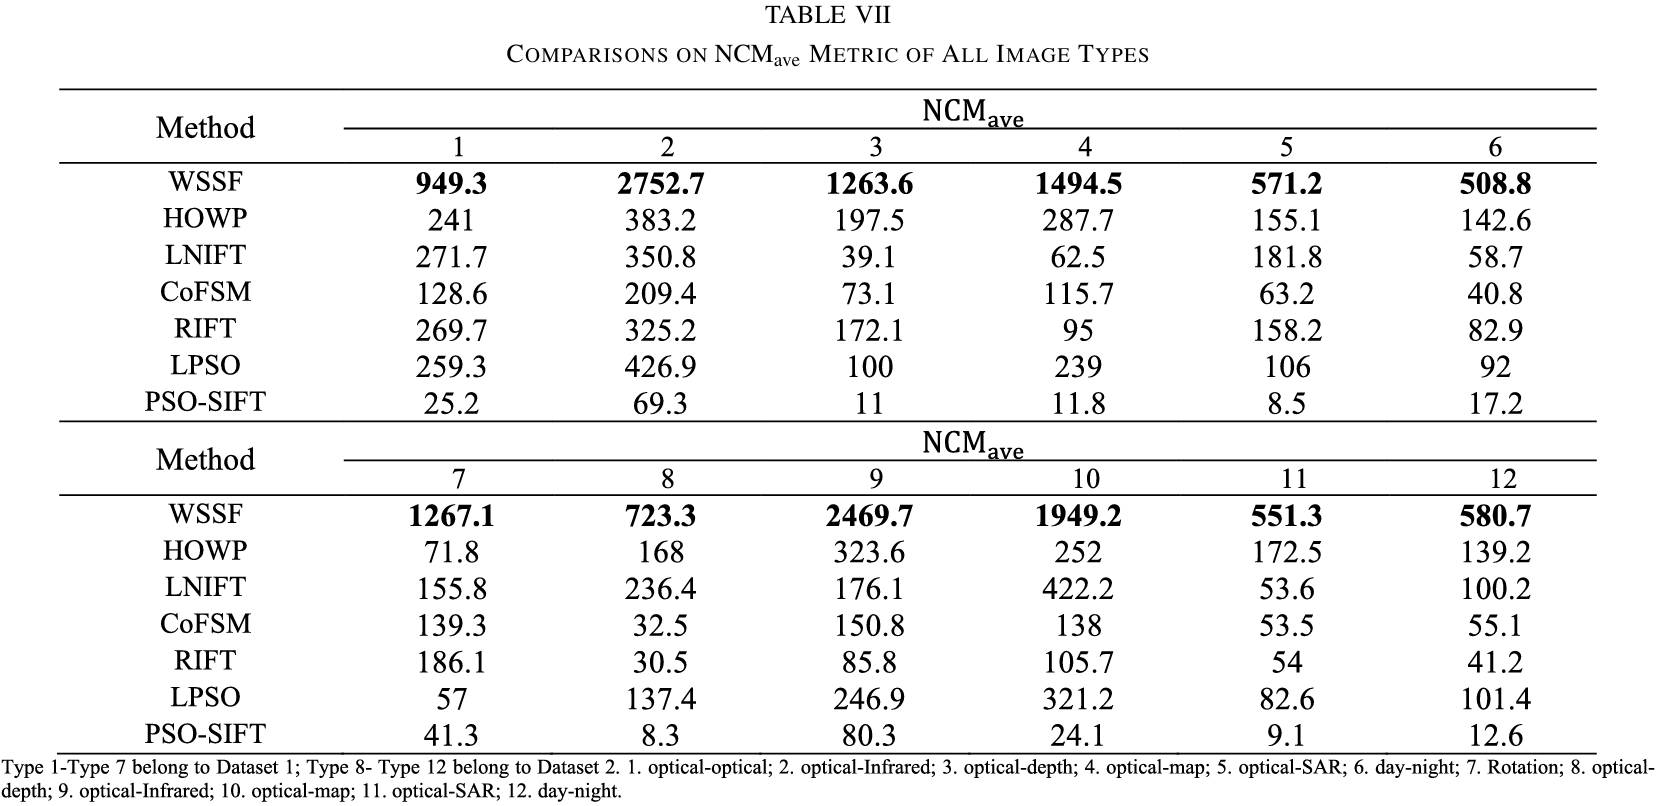 TABLE VII
COMPARISONS ON NCMave METRIC OF ALL IMAGE TYPES
Method NCMave
1 2 3 4 5 6
WSSF 949.3 2752.7 1263.6 1494.5 571.2 508.8
HOWP 241 383.2 197.5 287.7 155.1 142.6
LNIFT 271.7 350.8 39.1 62.5 181.8 58.7
CoFSM 128.6 209.4 73.1 115.7 63.2 40.8
RIFT 269.7 325.2 172.1 95 158.2 82.9
LPSO 259.3 426.9 100 239 106 92
PSO-SIFT 25.2 69.3 11 11.8 8.5 17.2
Method NCMave
7 8 9 10 11 12
WSSF 1267.1 723.3 2469.7 1949.2 551.3 580.7
HOWP 71.8 168 323.6 252 172.5 139.2
LNIFT 155.8 236.4 176.1 422.2 53.6 100.2
CoFSM 139.3 32.5 150.8 138 53.5 55.1
RIFT 186.1 30.5 85.8 105.7 54 41.2
LPSO 57 137.4 246.9 321.2 82.6 101.4
PSO-SIFT 41.3 8.3 80.3 24.1 9.1 12.6
Type 1-Type 7 belong to Dataset 1; Type 8- Type 12 belong to Dataset 2. 1. optical-optical; 2. optical-Infrared; 3. optical-depth; 4. optical-map; 5. optical-SAR; 6. day-night; 7. Rotation; 8. optical-
depth; 9. optical-Infrared; 10. optical-map; 11. optical-SAR; 12. day-night.